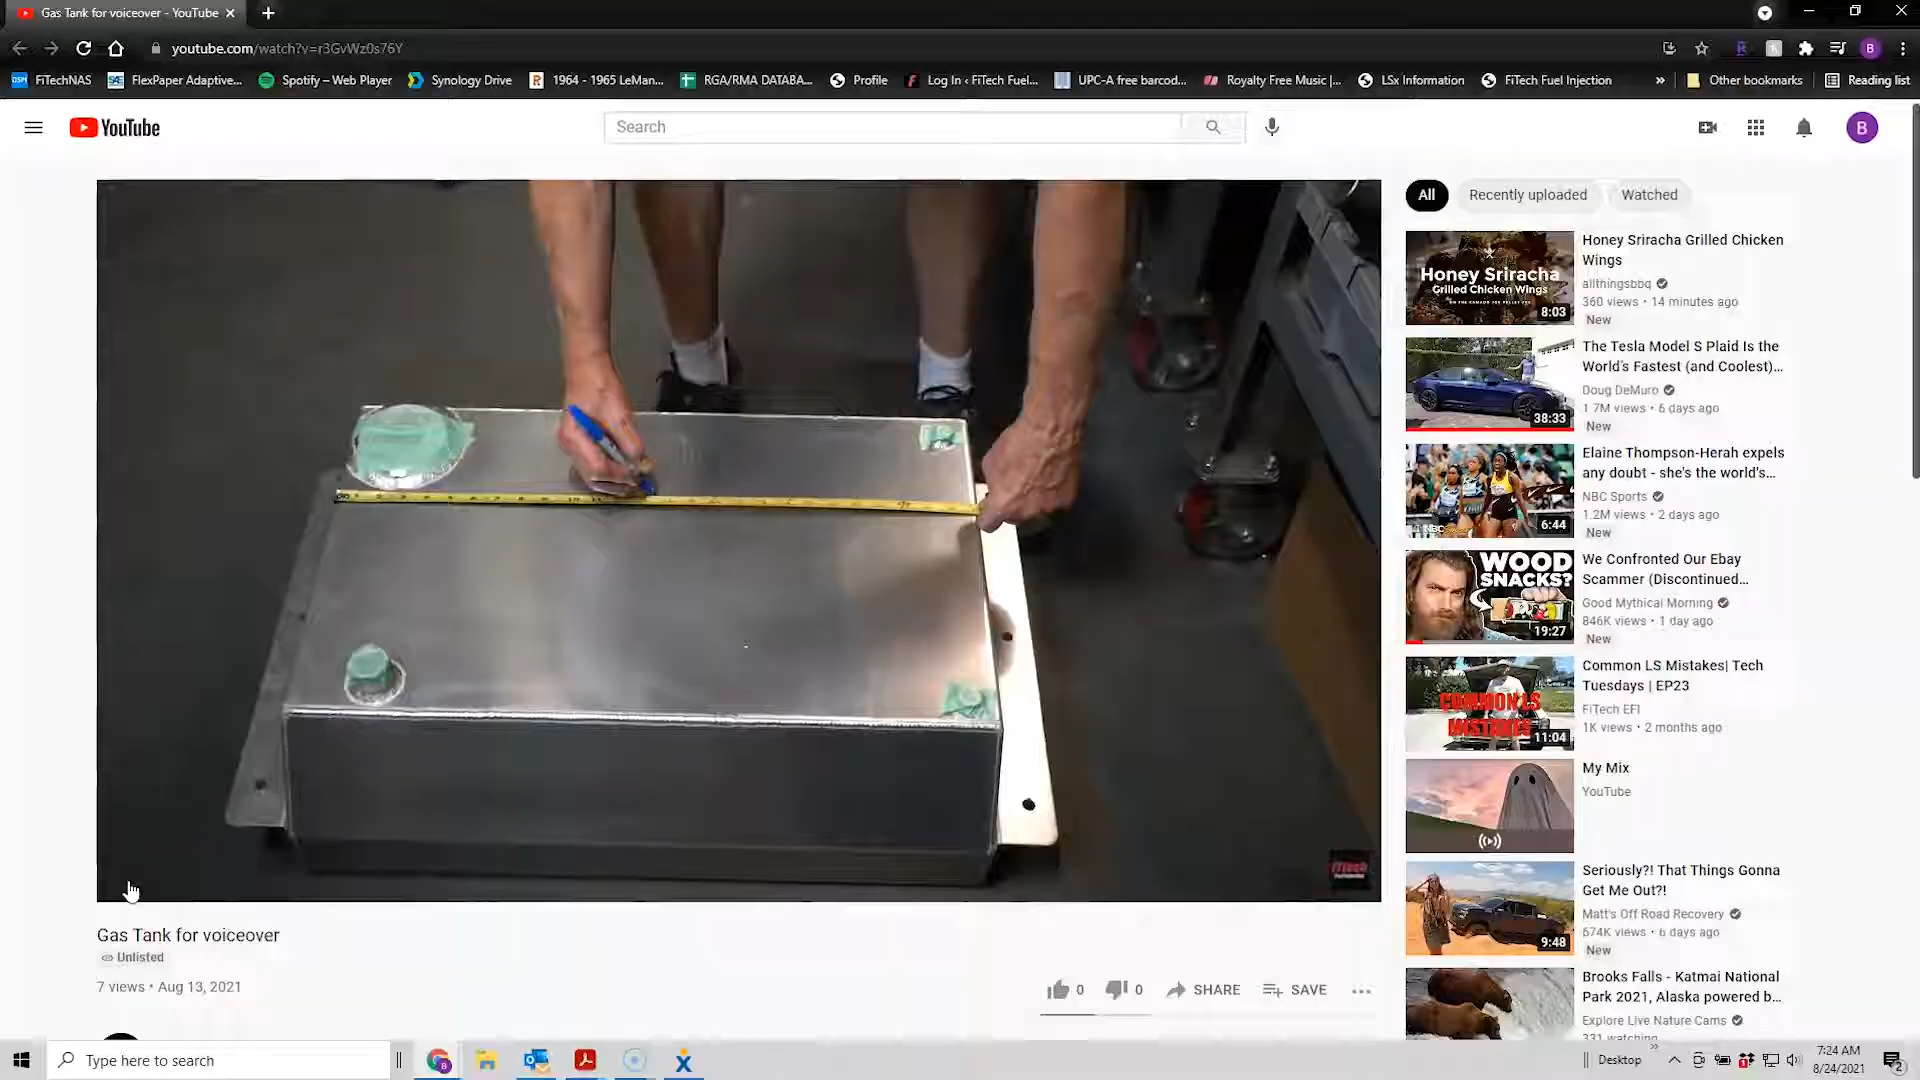 Gas Tank for voiceover - YouTube
youtube.com/watch?v=r3GvWz0s76Y
B
FiTechNAS
FlexPaper Adaptive...
Spotify – Web Player
Synology Drive
1964 - 1965 LeMan...
RGA/RMA DATABA...
Profile
Log In ‹ FiTech Fuel...
UPC-A free barcod...
Royalty Free Music |...
LSx Information
FiTech Fuel Injection
»
Other bookmarks
Reading list
YouTube
Search
B
All
Recently uploaded
Watched
Honey Sriracha
Grilled Chicken Wings
8:03
Honey Sriracha Grilled Chicken
Wings
allthingsbbq
360 views • 14 minutes ago
New
38:33
The Tesla Model S Plaid Is the
World's Fastest (and Coolest)...
Doug DeMuro
1.7M views • 6 days ago
New
NBC
6:44
Elaine Thompson-Herah expels
any doubt - she's the world's...
NBC Sports
1.2M views • 2 days ago
New
WOOD
SNACKS?
19:27
We Confronted Our Ebay
Scammer (Discontinued...
Good Mythical Morning
846K views • 1 day ago
New
COMMON LS
MISTAKES
11:04
Common LS Mistakes| Tech
Tuesdays | EP23
FiTech EFI
1K views • 2 months ago
My Mix
YouTube
9:48
Seriously?! That Things Gonna
Get Me Out?!
Matt's Off Road Recovery
674K views • 6 days ago
New
Brooks Falls - Katmai National
Park 2021, Alaska powered b...
Explore Live Nature Cams
331 watching
FiTech
Gas Tank for voiceover
Unlisted
7 views • Aug 13, 2021
0
0
SHARE
SAVE
Type here to search
Desktop
7:24 AM
8/24/2021
2